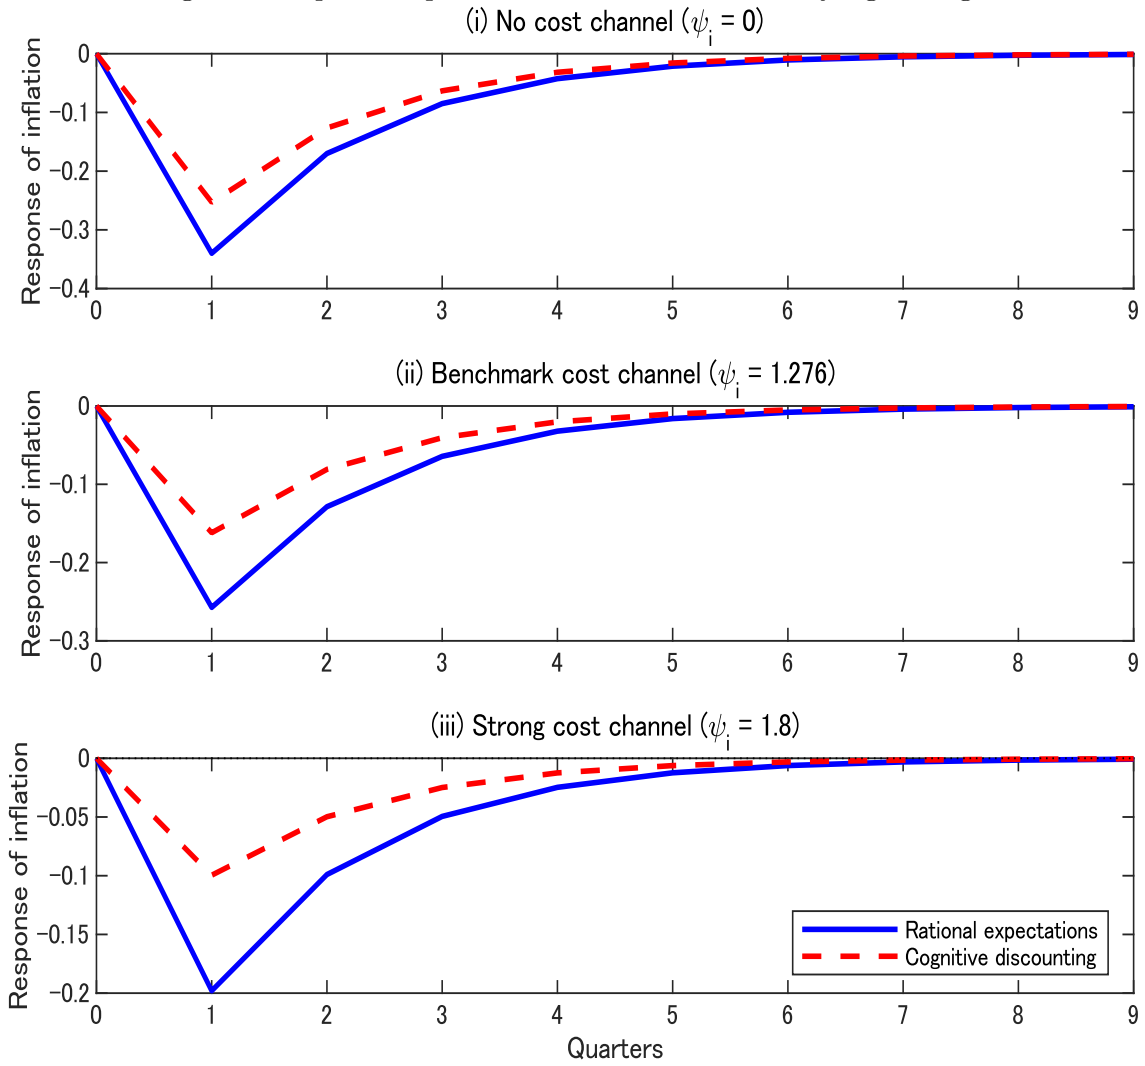 (i) No cost channel (ψi = 0)
Response of inflation
0
−0.1
−0.2
−0.3
−0.4
0 1 2 3 4 5 6 7 8 9
(ii) Benchmark cost channel (ψi = 1.276)
Response of inflation
0
−0.1
−0.2
−0.3
0 1 2 3 4 5 6 7 8 9
(iii) Strong cost channel (ψi = 1.8)
Response of inflation
0
−0.05
−0.1
−0.15
−0.2
Rational expectations
Cognitive discounting
0 1 2 3 4 5 6 7 8 9
Quarters